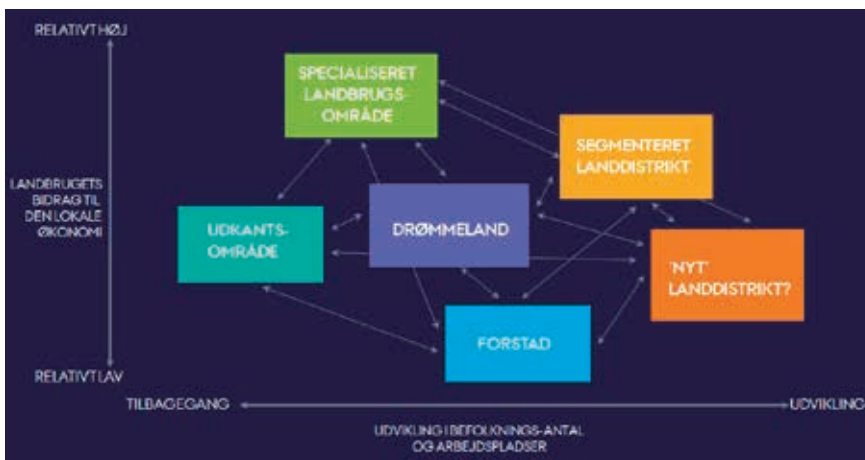 RELATIVT HØJ
SPECIALISERET
LANDBRUGS-
OMRÅDE
SEGMENTERET
LANDDISTRIKT
LANDBRUGETS
BIDRAG TIL
DEN LOKALE
ØKONOMI
UDKANTS-
OMRÅDE
DRØMMELAND
'NYT'
LANDDISTRIKT?
FORSTAD
RELATIVT LAV
TILBAGEGANG
UDVIKLING
UDVIKLING I BEFOLKNINGS-ANTAL
OG ARBEJDSPLADSER